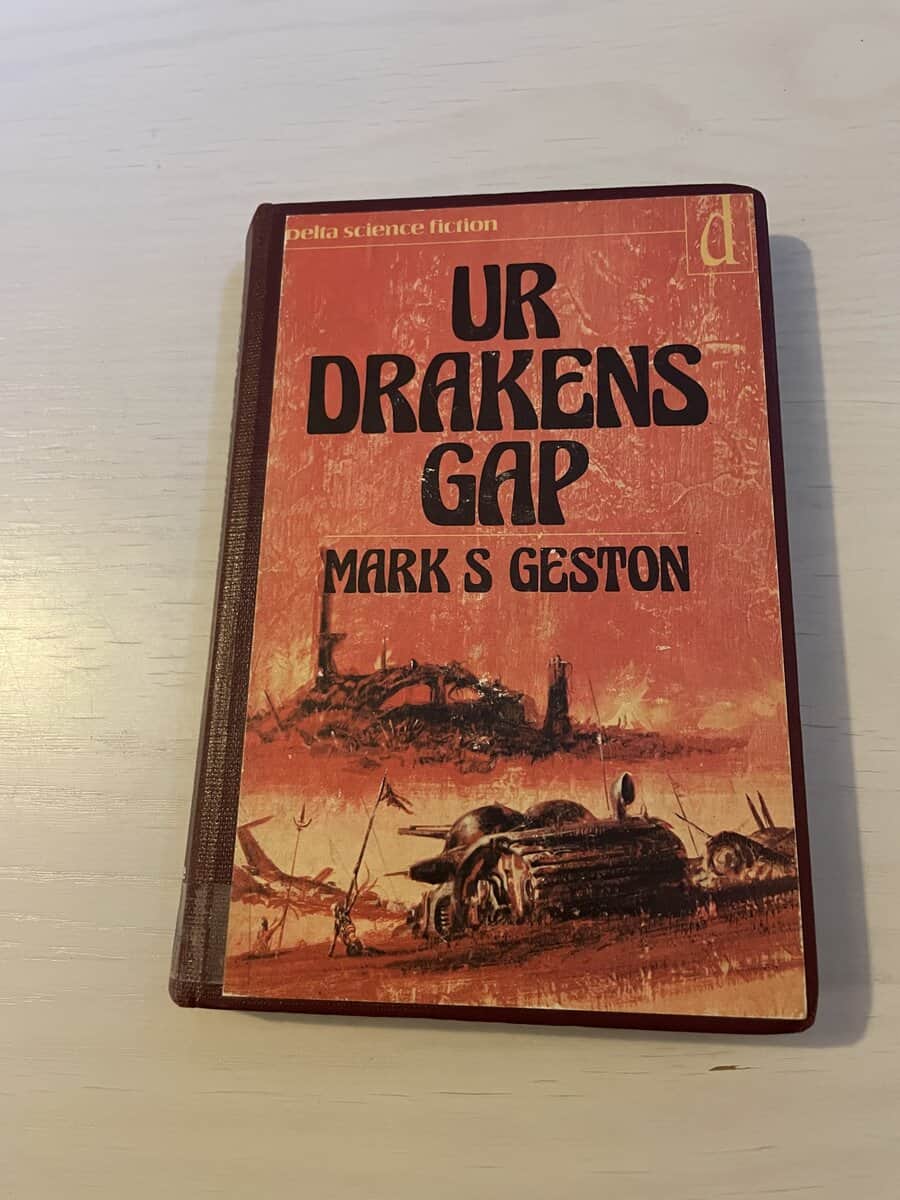 Delta science fiction
d
UR
DRAKENS
GAP
MARK S GESTON